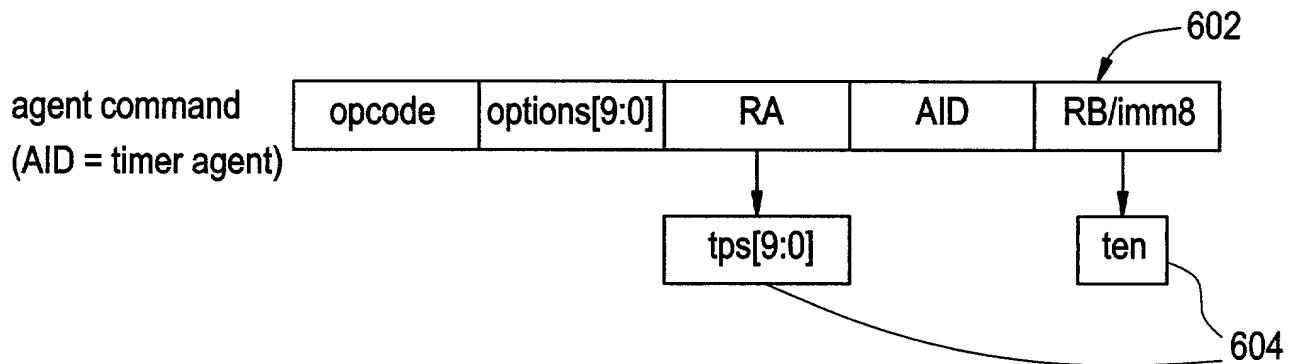 602
agent command
(AID = timer agent)
opcode options[9:0] RA AID RB/imm8
tps[9:0] ten
604